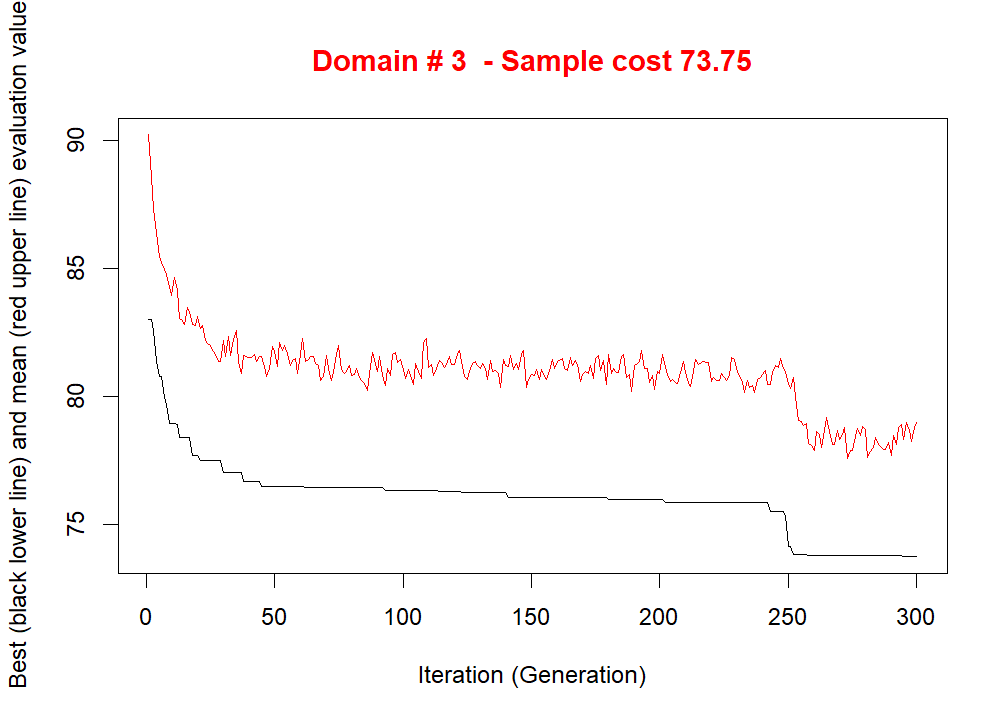 Domain # 3  - Sample cost 73.75
Best (black lower line) and mean (red upper line) evaluation value
90
85
80
75
0 50 100 150 200 250 300
Iteration (Generation)